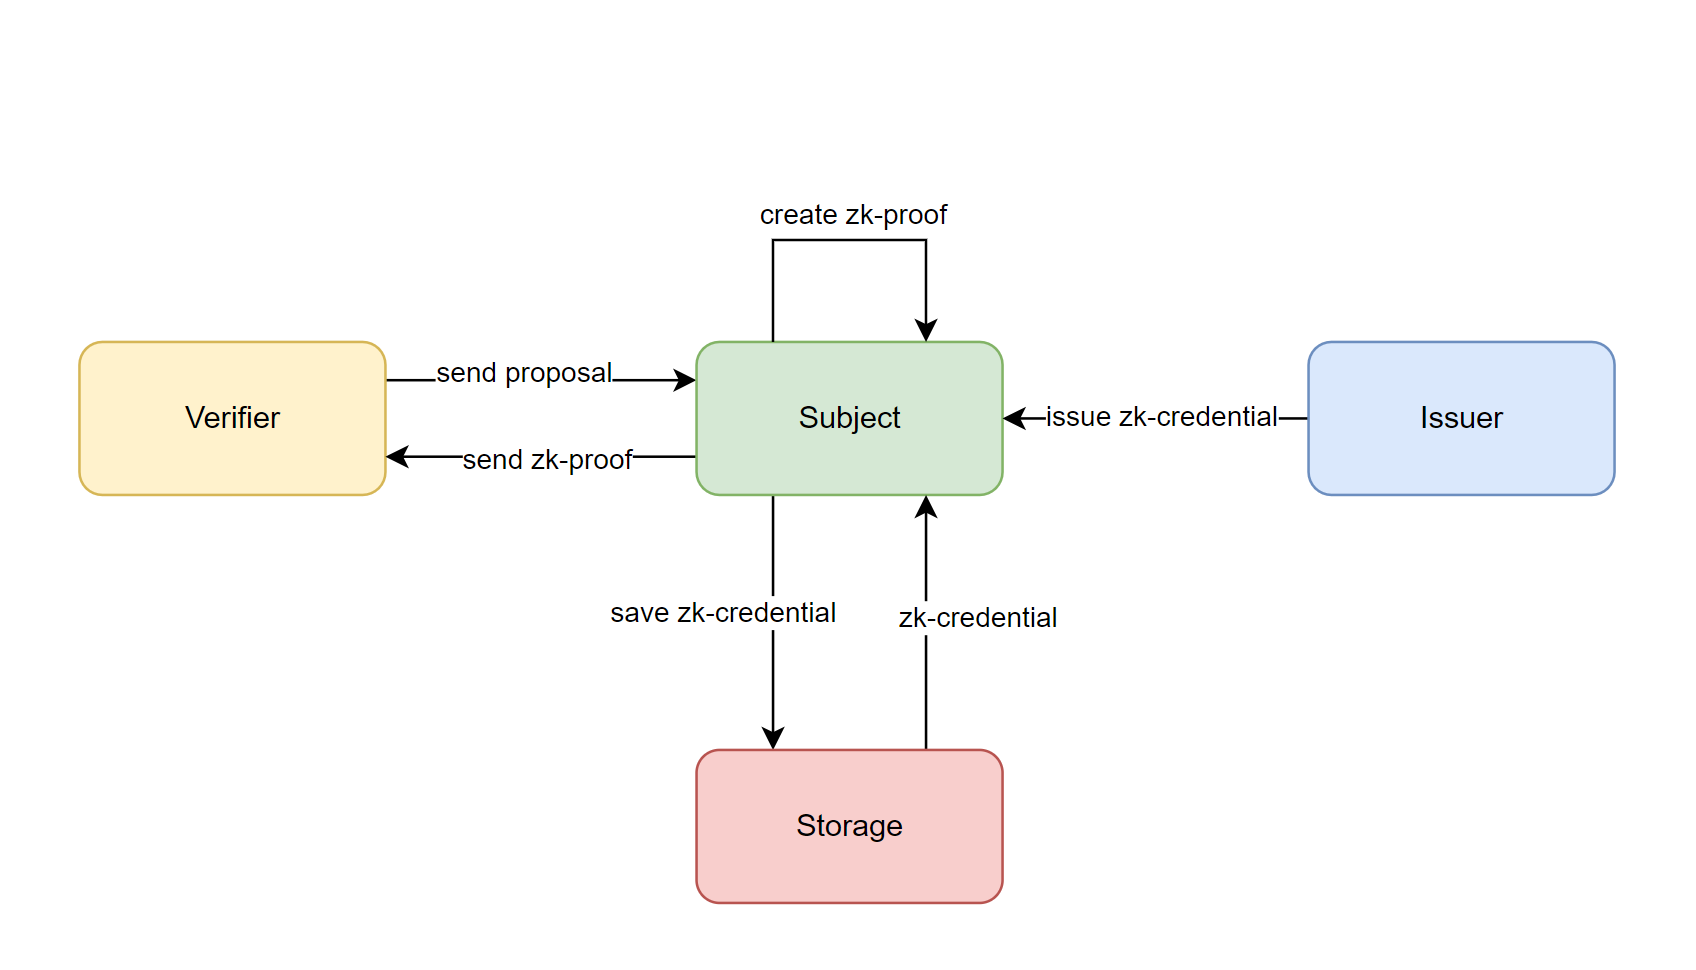 create zk-proof
send proposal
Verifier
Subject
issue zk-credential
Issuer
send zk-proof
save zk-credential
zk-credential
Storage